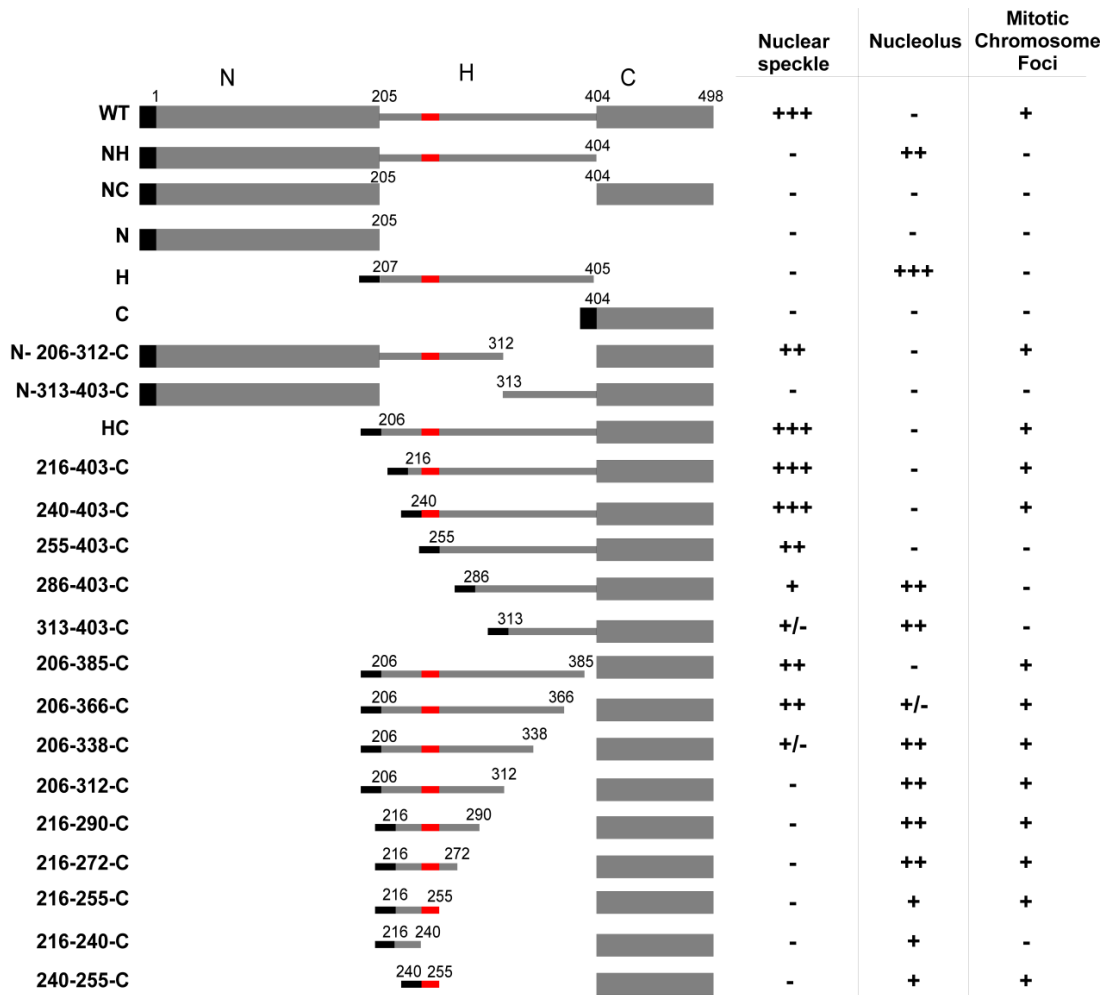 Nuclear speckle Nucleolus Mitotic Chromosome Foci
N H C
1 205 404 498
WT +++ - +
NH 404 - ++ -
NC 205 404 - - -
N 205 - - -
H 207 405 - +++ -
C 404 - - -
N- 206-312-C 312 ++ - +
N-313-403-C 313 - - -
HC 206 +++ - +
216-403-C 216 +++ - +
240-403-C 240 +++ - +
255-403-C 255 ++ - -
286-403-C 286 + ++ -
313-403-C 313 +/- ++ -
206-385-C 206 385 ++ - +
206-366-C 206 366 ++ +/- +
206-338-C 206 338 +/- ++ +
206-312-C 206 312 - ++ +
216-290-C 216 290 - ++ +
216-272-C 216 272 - ++ +
216-255-C 216 255 - + +
216-240-C 216 240 - + -
240-255-C 240 255 - + +